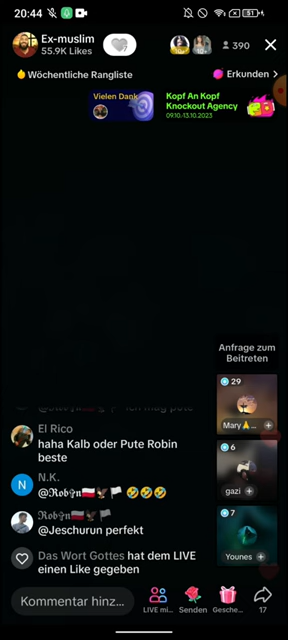 20:44
51
Ex-muslim
55.9K Likes
390
Wöchentliche Rangliste
Erkunden >
Vielen Dank
Kopf An Kopf
Knockout Agency
09.10.-13.10.2023
Anfrage zum
Beitreten
29
Mary🙏... +
6
gazi +
7
Younes +
El Rico
haha Kalb oder Pute Robin
beste
N
N.K.
@ℜ𝔬𝔟✞𝔫🇵🇱🦅🏳️ 🤣🤣🤣
ℜ𝔬𝔟✞𝔫🇵🇱🦅🏳️
@Jeschurun perfekt
Das Wort Gottes hat dem LIVE
einen Like gegeben
Kommentar hinz...
LIVE mi...
Senden
Gesche...
17